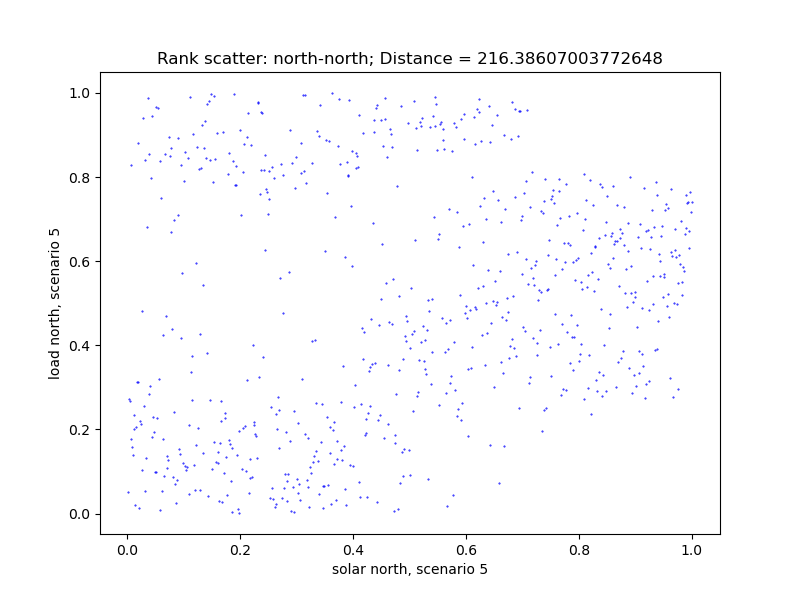 Rank scatter: north-north; Distance = 216.38607003772648
1.0
0.8
0.6
0.4
0.2
0.0
load north, scenario 5
0.0 0.2 0.4 0.6 0.8 1.0
solar north, scenario 5